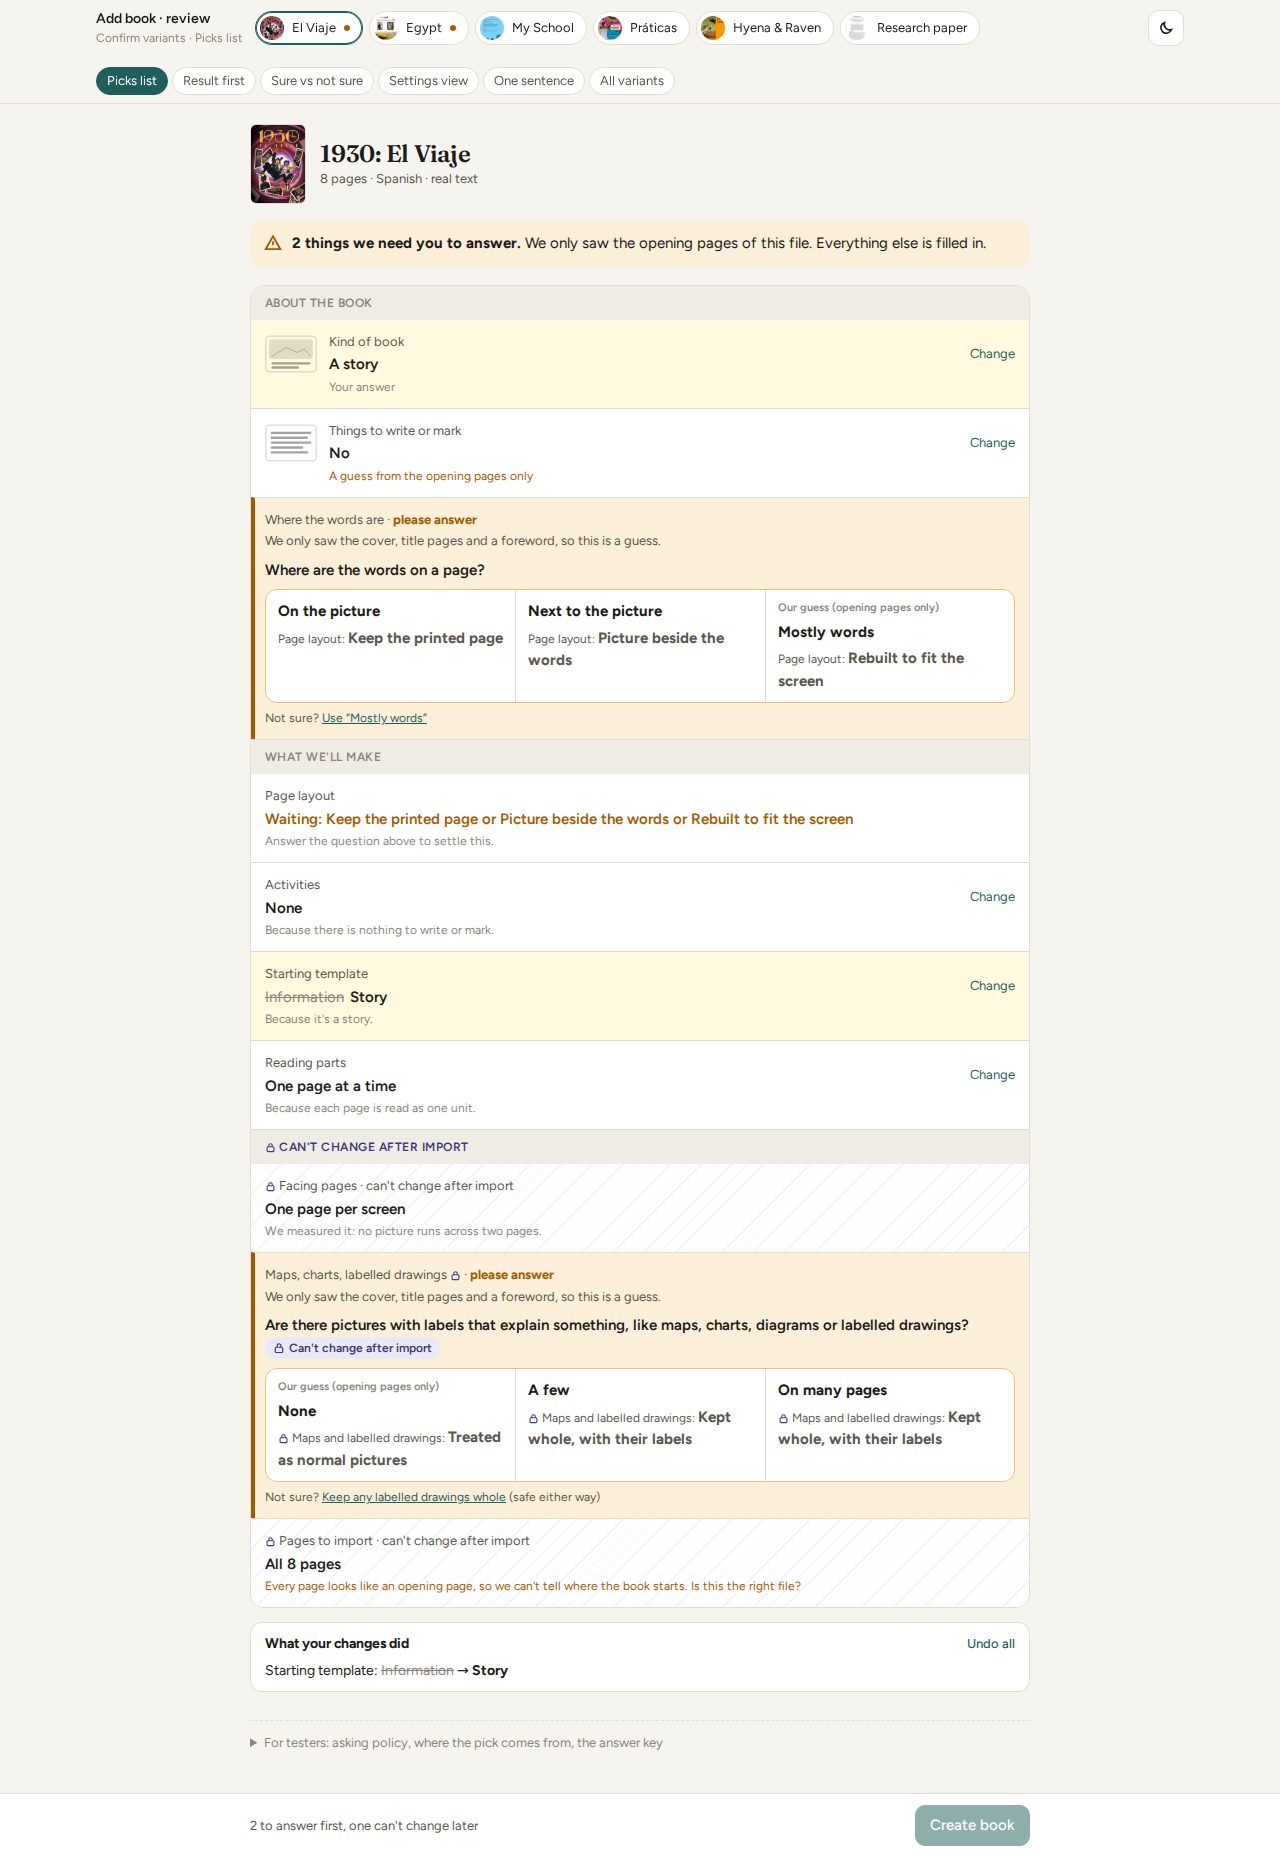 Add book · review
Confirm variants · Picks list
El Viaje
Egypt
My School
Práticas
Hyena & Raven
Research paper
Picks list
Result first
Sure vs not sure
Settings view
One sentence
All variants
1930
1930: El Viaje
8 pages · Spanish · real text
2 things we need you to answer. We only saw the opening pages of this file. Everything else is filled in.
ABOUT THE BOOK
Kind of book
A story
Your answer
Change
Things to write or mark
No
A guess from the opening pages only
Change
Where the words are · please answer
We only saw the cover, title pages and a foreword, so this is a guess.
Where are the words on a page?
On the picture
Page layout: Keep the printed page
Next to the picture
Page layout: Picture beside the
words
Our guess (opening pages only)
Mostly words
Page layout: Rebuilt to fit the
screen
Not sure? Use “Mostly words”
WHAT WE'LL MAKE
Page layout
Waiting: Keep the printed page or Picture beside the words or Rebuilt to fit the screen
Answer the question above to settle this.
Activities
None
Because there is nothing to write or mark.
Change
Starting template
Information Story
Because it's a story.
Change
Reading parts
One page at a time
Because each page is read as one unit.
Change
CAN'T CHANGE AFTER IMPORT
Facing pages · can't change after import
One page per screen
We measured it: no picture runs across two pages.
Maps, charts, labelled drawings · please answer
We only saw the cover, title pages and a foreword, so this is a guess.
Are there pictures with labels that explain something, like maps, charts, diagrams or labelled drawings?
Can't change after import
Our guess (opening pages only)
None
Maps and labelled drawings: Treated
as normal pictures
A few
Maps and labelled drawings: Kept
whole, with their labels
On many pages
Maps and labelled drawings: Kept
whole, with their labels
Not sure? Keep any labelled drawings whole (safe either way)
Pages to import · can't change after import
All 8 pages
Every page looks like an opening page, so we can't tell where the book starts. Is this the right file?
What your changes did
Undo all
Starting template: Information → Story
For testers: asking policy, where the pick comes from, the answer key
2 to answer first, one can't change later
Create book